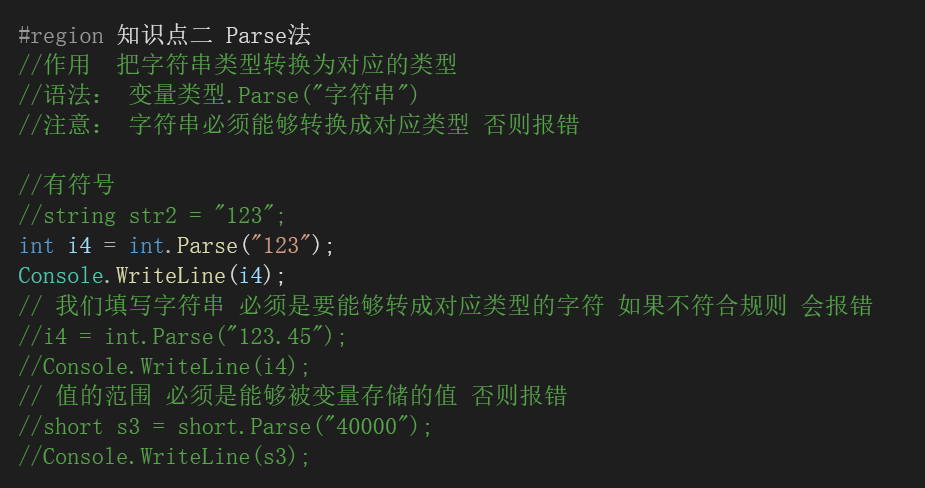 #region 知识点二 Parse法
//作用  把字符串类型转换为对应的类型
//语法： 变量类型.Parse("字符串")
//注意： 字符串必须能够转换成对应类型 否则报错
//有符号
//string str2 = "123";
int i4 = int.Parse("123");
Console.WriteLine(i4);
// 我们填写字符串 必须是要能够转成对应类型的字符 如果不符合规则 会报错
//i4 = int.Parse("123.45");
//Console.WriteLine(i4);
// 值的范围 必须是能够被变量存储的值 否则报错
//short s3 = short.Parse("40000");
//Console.WriteLine(s3);